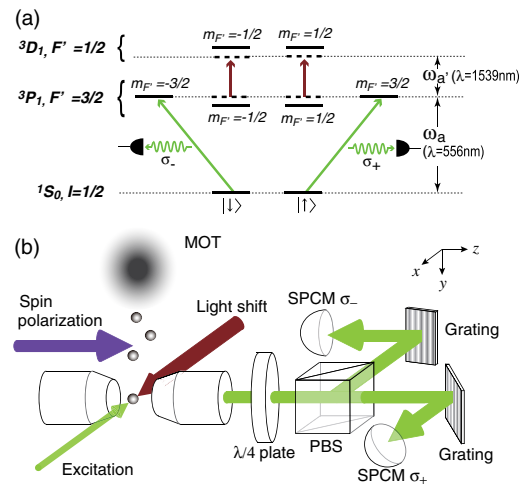 (a)
³D₁, F' = 1/2
m_F'=-1/2
m_F'=1/2
³P₁, F' = 3/2
m_F'=-3/2
m_F'=3/2
m_F'=-1/2
m_F'=1/2
ω_a' (λ=1539nm)
ω_a
(λ=556nm)
σ₋
σ₊
¹S₀, I=1/2
|↓⟩
|↑⟩
(b)
MOT
z
x
y
Spin
polarization
Light shift
SPCM σ₋
Grating
Excitation
λ/4 plate
PBS
SPCM σ₊
Grating